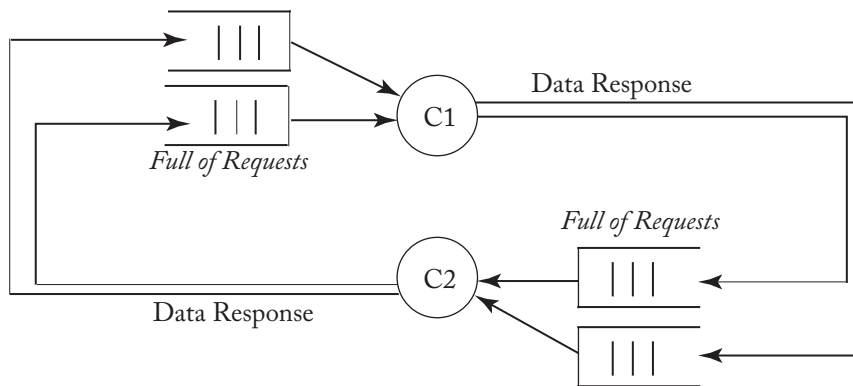 Data Response
C1
Full of Requests
Full of Requests
C2
Data Response